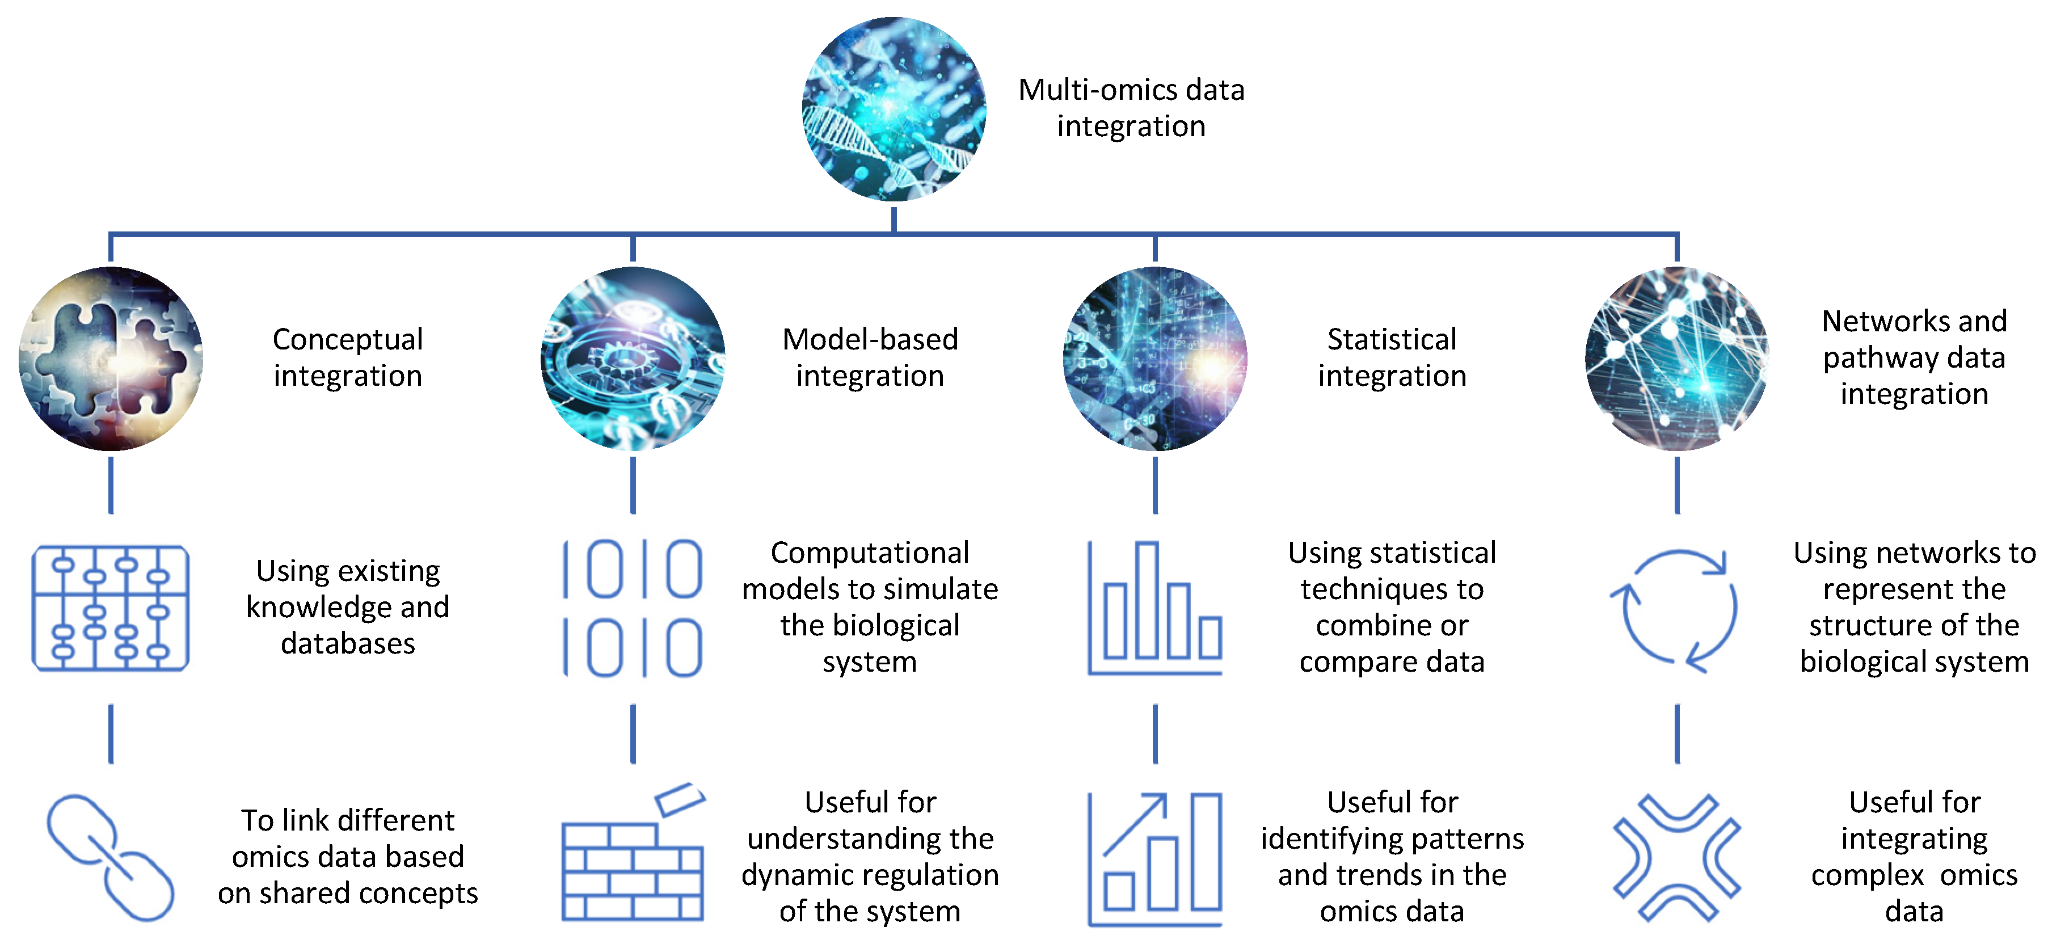 Multi-omics data
integration
Conceptual
integration
Model-based
integration
Statistical
integration
Networks and
pathway data
integration
Using existing
knowledge and
databases
Computational
models to simulate
the biological
system
Using statistical
techniques to
combine or
compare data
Using networks to
represent the
structure of the
biological system
To link different
omics data based
on shared concepts
Useful for
understanding the
dynamic regulation
of the system
Useful for
identifying patterns
and trends in the
omics data
Useful for
integrating
complex  omics
data